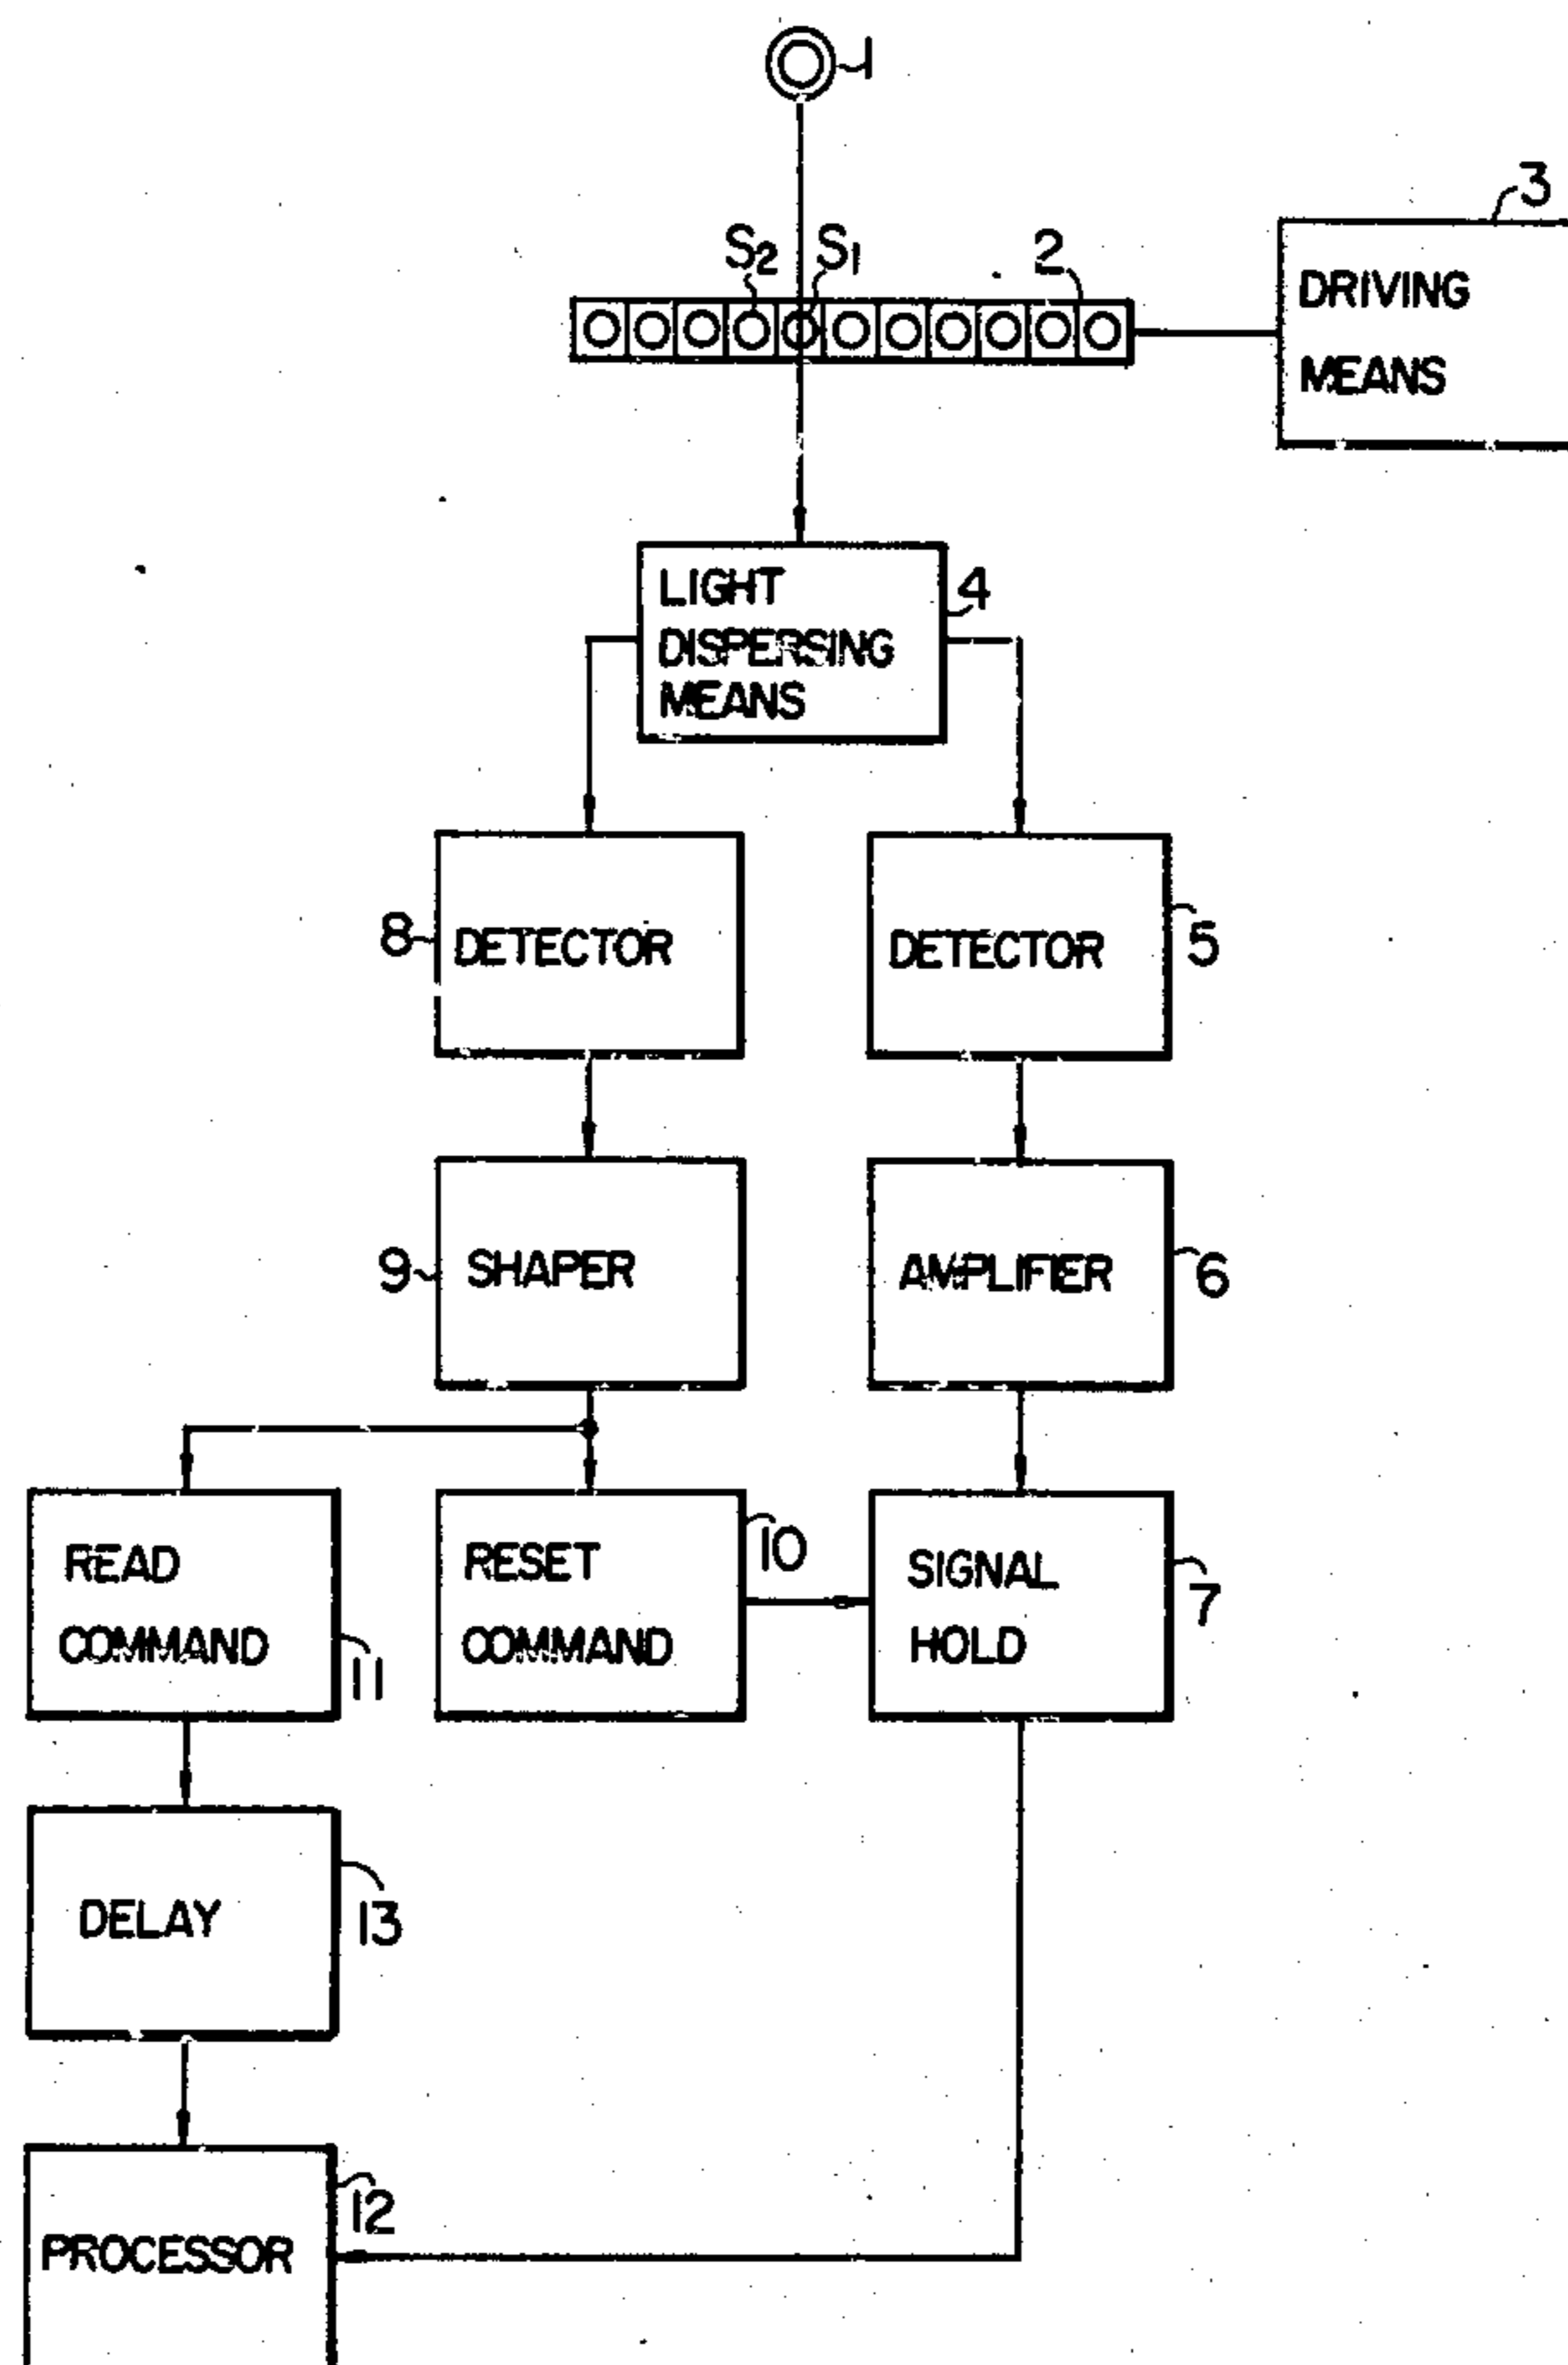 1
3
S2 S1 2
DRIVING
MEANS
LIGHT
DISPERSING
MEANS
4
8 DETECTOR
DETECTOR 5
9 SHAPER
AMPLIFIER 6
READ
COMMAND
11
RESET
COMMAND
10
SIGNAL
HOLD
7
DELAY
13
12
PROCESSOR